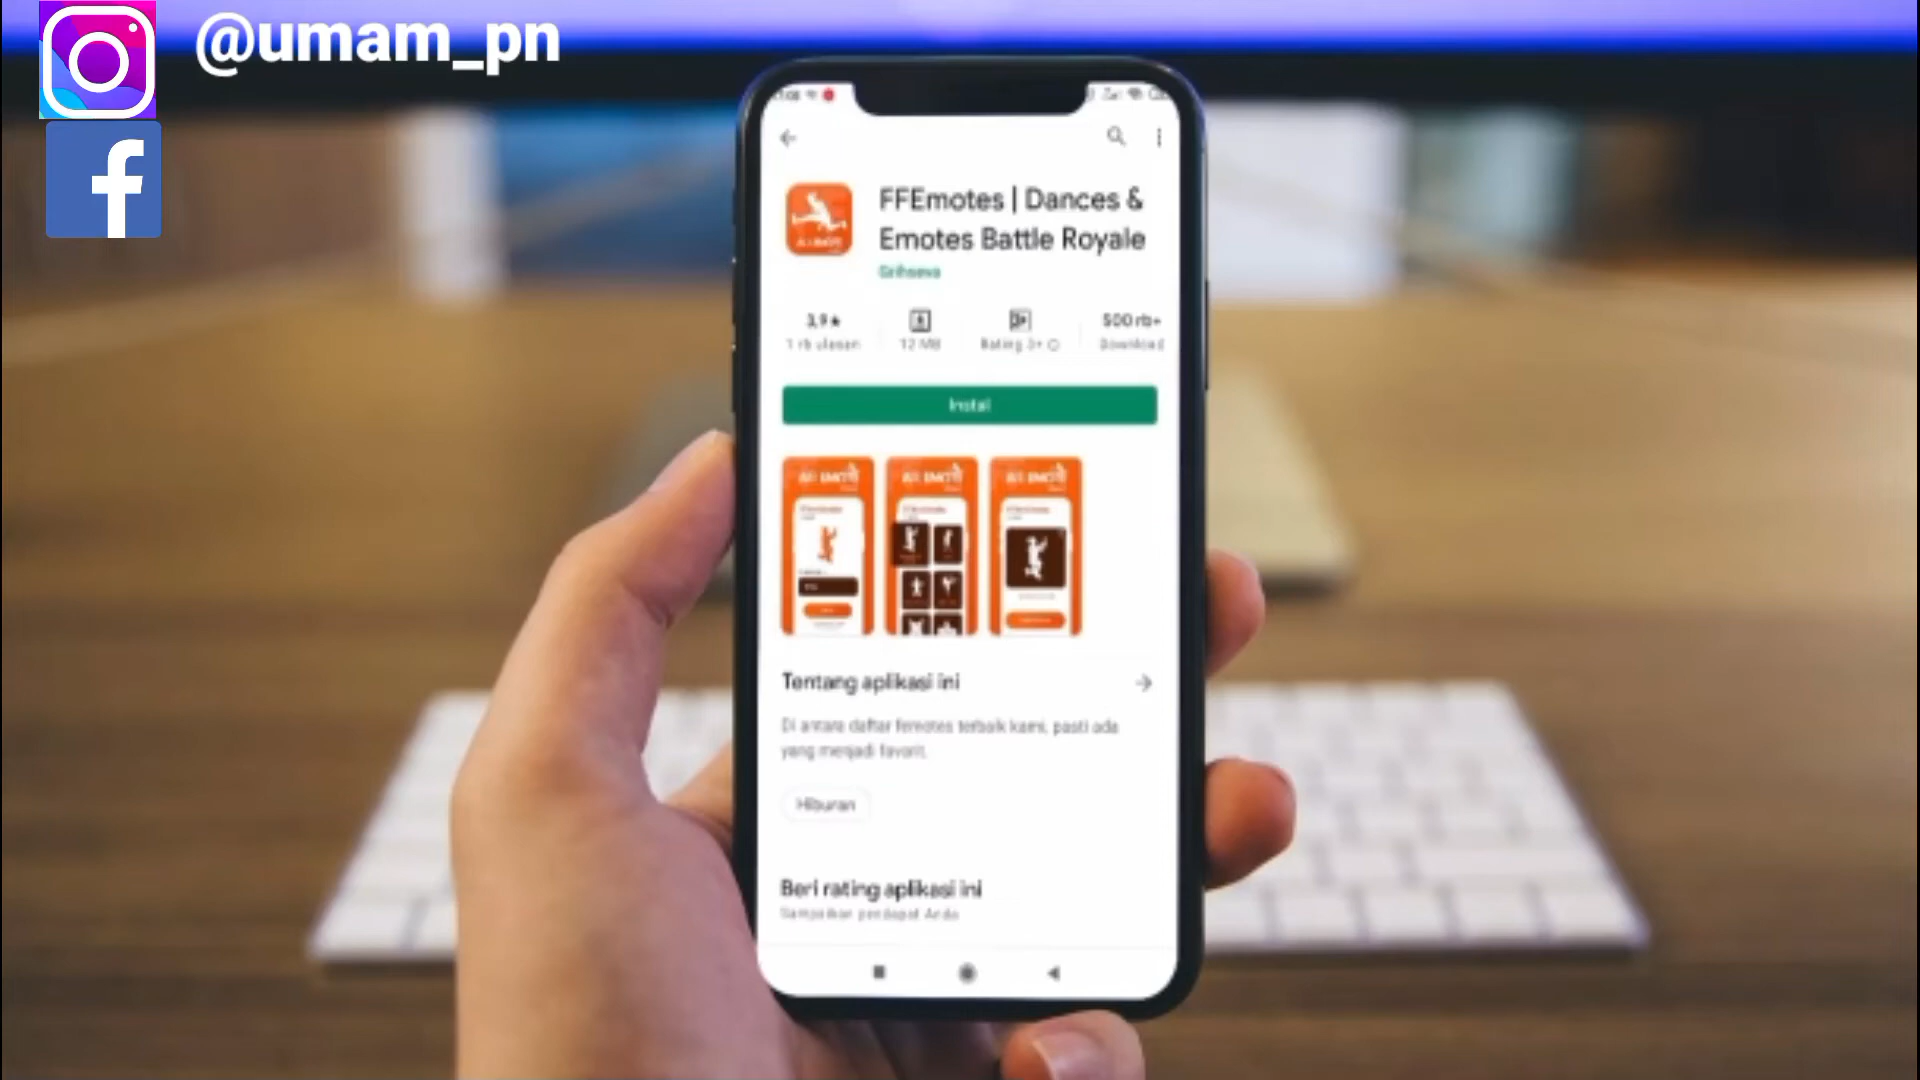 @umam_pn
FFEmotes | Dances &
Emotes Battle Royale
Grihseva
3,9★
500 rb+
1 rb ulasan
12 MB
Rating 3+
Download
Instal
Tentang aplikasi ini
Di antara daftar femotes terbaik kami, pasti ada
yang menjadi favorit.
Hiburan
Beri rating aplikasi ini
Sampaikan pendapat Anda